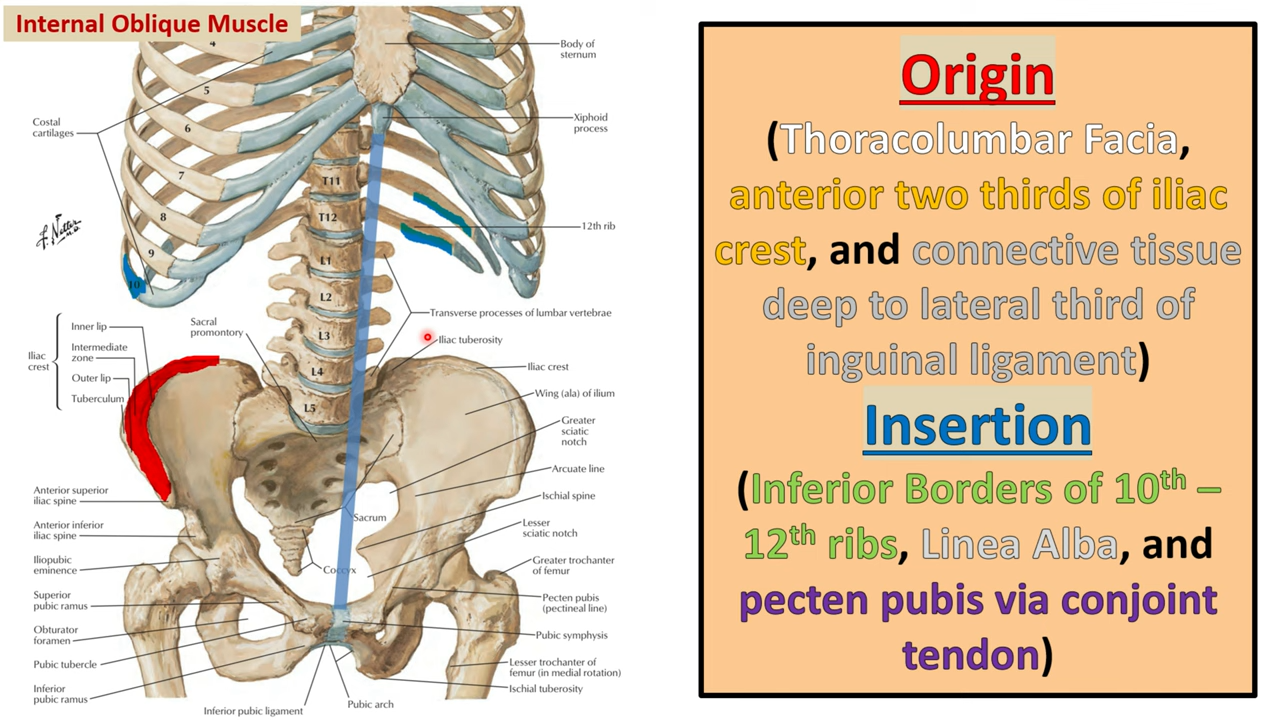 Internal Oblique Muscle
4
5
6
7
8
9
10
T11
T12
L1
L2
L3
L4
L5
Costal
cartilages
F. Netter
M.D.
Body of
sternum
Xiphoid
process
12th rib
Transverse processes of lumbar vertebrae
Sacral
promontory
Iliac tuberosity
Iliac
crest
Inner lip
Intermediate
zone
Outer lip
Tuberculum
Iliac crest
Wing (ala) of ilium
Greater
sciatic
notch
Arcuate line
Ischial spine
Lesser
sciatic notch
Sacrum
Coccyx
Anterior superior
iliac spine
Anterior inferior
iliac spine
Iliopubic
eminence
Superior
pubic ramus
Obturator
foramen
Pubic tubercle
Inferior
pubic ramus
Greater trochanter
of femur
Pecten pubis
(pectineal line)
Pubic symphysis
Lesser trochanter of
femur (in medial rotation)
Ischial tuberosity
Pubic arch
Inferior pubic ligament
Origin
(Thoracolumbar Facia,
anterior two thirds of iliac
crest, and connective tissue
deep to lateral third of
inguinal ligament)
Insertion
(Inferior Borders of 10th –
12th ribs, Linea Alba, and
pecten pubis via conjoint
tendon)